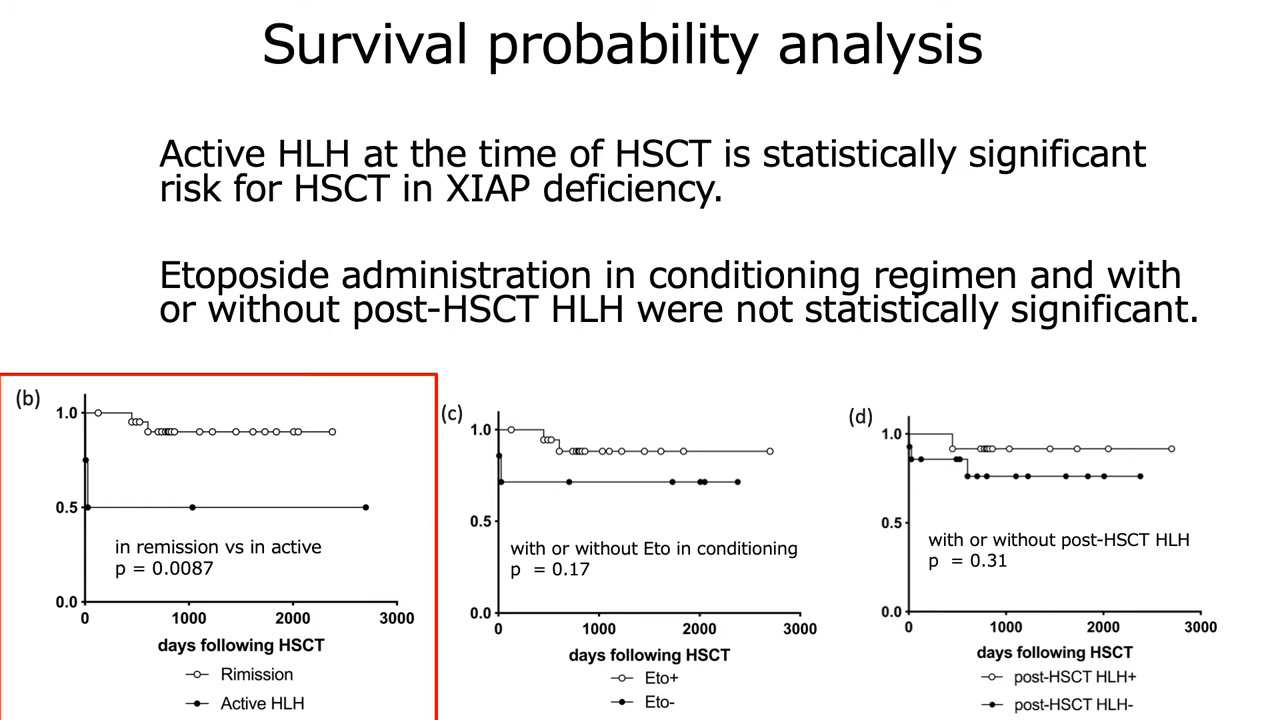 Survival probability analysis
Active HLH at the time of HSCT is statistically significant
risk for HSCT in XIAP deficiency.
Etoposide administration in conditioning regimen and with
or without post-HSCT HLH were not statistically significant.
(b)
1.0
0.5
0.0
in remission vs in active
p = 0.0087
0 1000 2000 3000
days following HSCT
Rimission
Active HLH
(c)
1.0
0.5
0.0
with or without Eto in conditioning
p = 0.17
0 1000 2000 3000
days following HSCT
Eto+
Eto-
(d)
1.0
0.5
0.0
with or without post-HSCT HLH
p = 0.31
0 1000 2000 3000
days following HSCT
post-HSCT HLH+
post-HSCT HLH-